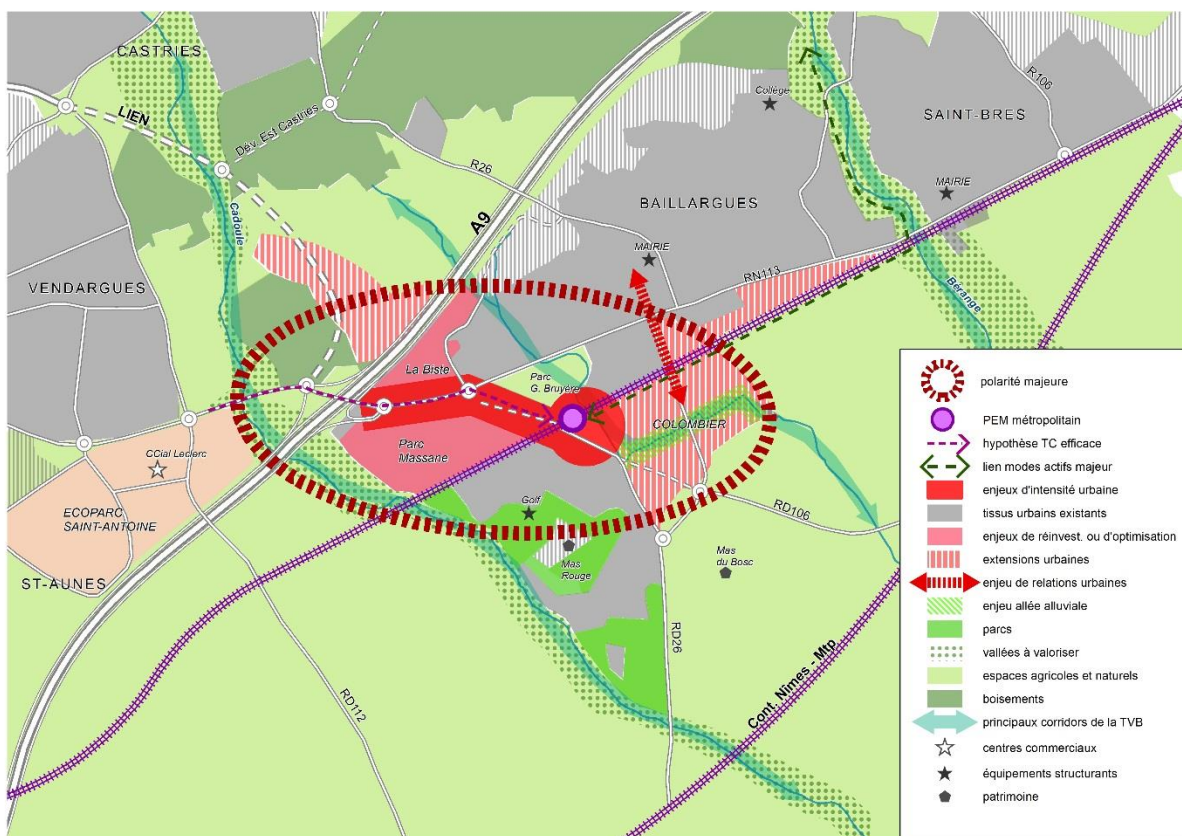 CASTRIES
LIEN
Dév. Est Castries
R26
A9
Cadoule
VENDARGUES
Collège
SAINT-BRES
R106
MAIRIE
BAILLARGUES
MAIRIE
RN113
Bérange
La Biste
Parc
G. Bruyère
COLOMBIER
Parc
Massane
CCial Leclerc
ECOPARC
SAINT-ANTOINE
ST-AUNES
Golf
Mas
Rouge
RD106
Mas
du Bosc
RD26
RD112
Cont. Nîmes - Mtp
polarité majeure
PEM métropolitain
hypothèse TC efficace
lien modes actifs majeur
enjeux d'intensité urbaine
tissus urbains existants
enjeux de réinvest. ou d'optimisation
extensions urbaines
enjeu de relations urbaines
enjeu allée alluviale
parcs
vallées à valoriser
espaces agricoles et naturels
boisements
principaux corridors de la TVB
centres commerciaux
équipements structurants
patrimoine